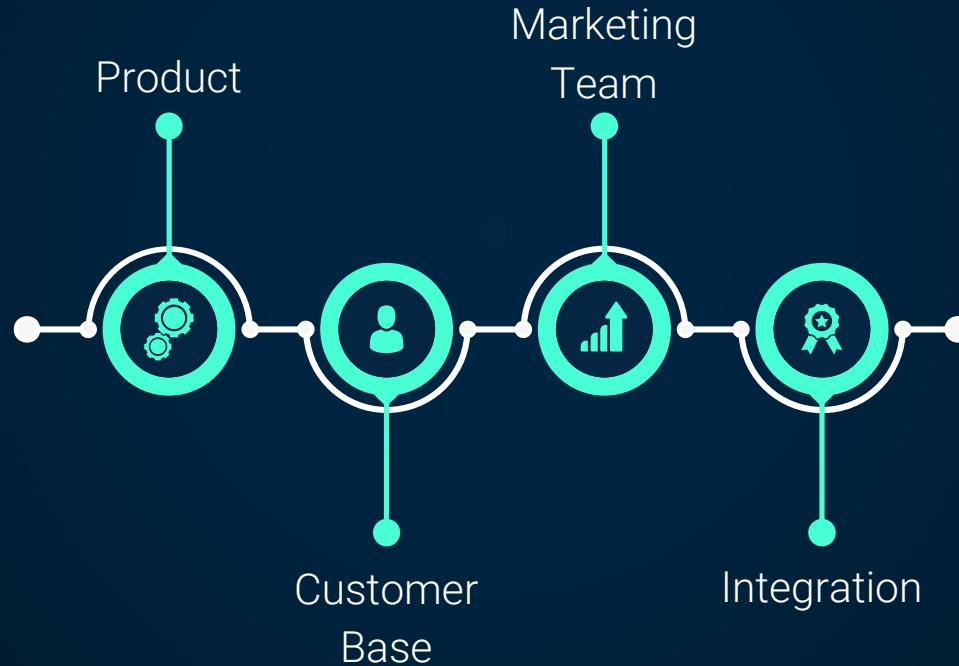 Product
Marketing
Team
Customer
Base
Integration